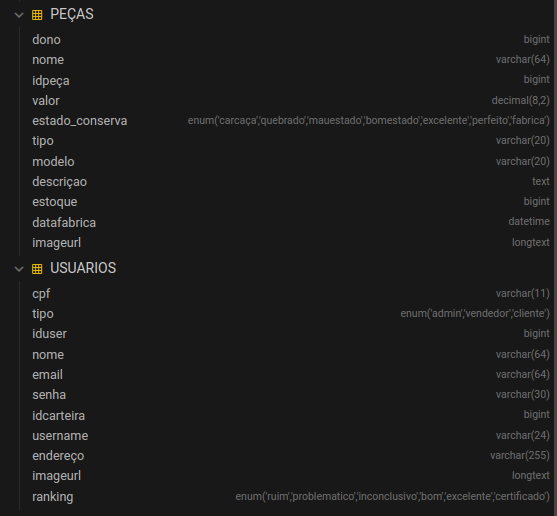 PEÇAS
dono bigint
nome varchar(64)
idpeça bigint
valor decimal(8,2)
estado_conserva enum('carcaça','quebrado','mauestado','bomestado','excelente','perfeito','fabrica')
tipo varchar(20)
modelo varchar(20)
descriçao text
estoque bigint
datafabrica datetime
imageurl longtext
USUARIOS
cpf varchar(11)
tipo enum('admin','vendedor','cliente')
iduser bigint
nome varchar(64)
email varchar(64)
senha varchar(30)
idcarteira bigint
username varchar(24)
endereço varchar(255)
imageurl longtext
ranking enum('ruim','problematico','inconclusivo','bom','excelente','certificado')